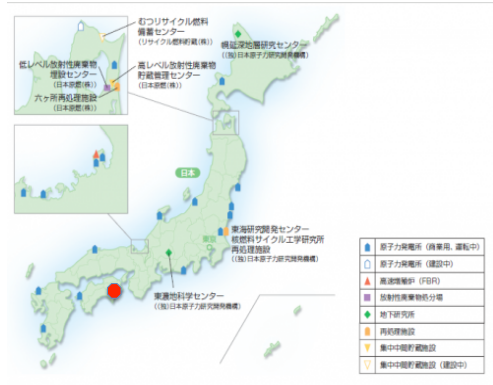 むつリサイクル燃料
備蓄センター
(リサイクル燃料貯蔵(株))
低レベル放射性廃棄物
埋設センター
(日本原燃(株))
高レベル放射性廃棄物
貯蔵管理センター
(日本原燃(株))
六ヶ所再処理施設
(日本原燃(株))
幌延深地層研究センター
((独)日本原子力研究開発機構)
日本
東京
東海研究開発センター
核燃料サイクル工学研究所
再処理施設
((独)日本原子力研究開発機構)
東濃地科学センター
((独)日本原子力研究開発機構)
原子力発電所(商業用、運転中)
原子力発電所(建設中)
高速増殖炉(FBR)
放射性廃棄物処分場
地下研究所
再処理施設
集中中間貯蔵施設
集中中間貯蔵施設(建設中)